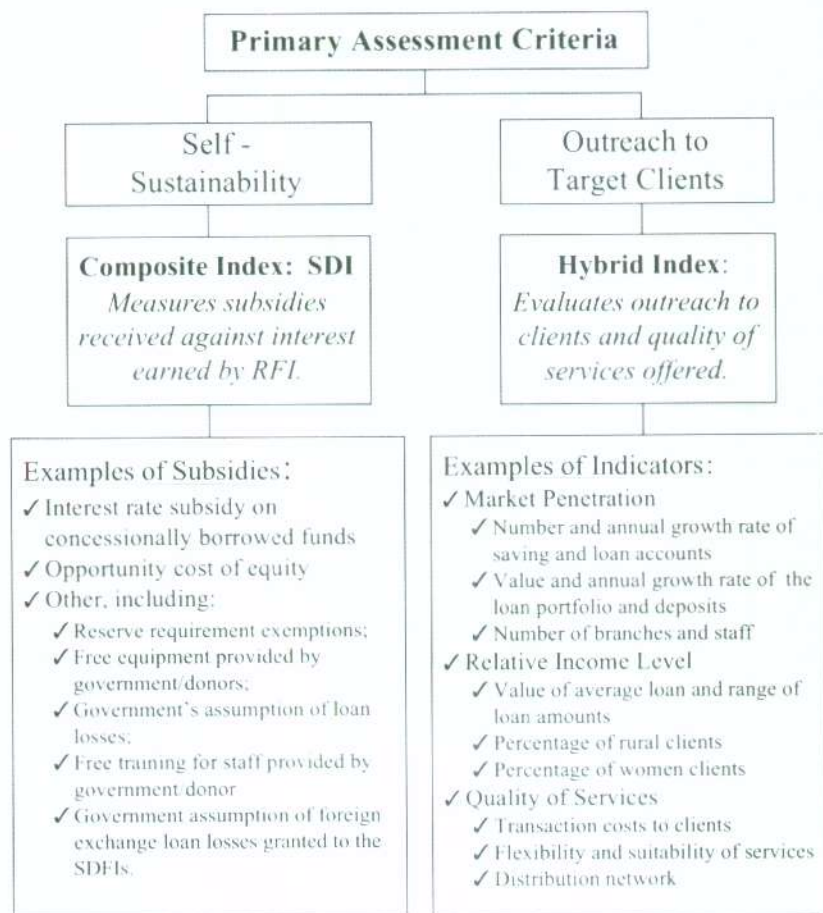 Primary Assessment Criteria
Self -
Sustainability
Composite Index: SDI
Measures subsidies
received against interest
earned by RFI.
Examples of Subsidies:
✓ Interest rate subsidy on
concessionally borrowed funds
✓ Opportunity cost of equity
✓ Other, including:
✓ Reserve requirement exemptions;
✓ Free equipment provided by
government/donors;
✓ Government's assumption of loan
losses;
✓ Free training for staff provided by
government donor
✓ Government assumption of foreign
exchange loan losses granted to the
SDFIs.
Outreach to
Target Clients
Hybrid Index:
Evaluates outreach to
clients and quality of
services offered.
Examples of Indicators:
✓ Market Penetration
✓ Number and annual growth rate of
saving and loan accounts
✓ Value and annual growth rate of the
loan portfolio and deposits
✓ Number of branches and staff
✓ Relative Income Level
✓ Value of average loan and range of
loan amounts
✓ Percentage of rural clients
✓ Percentage of women clients
✓ Quality of Services
✓ Transaction costs to clients
✓ Flexibility and suitability of services
✓ Distribution network